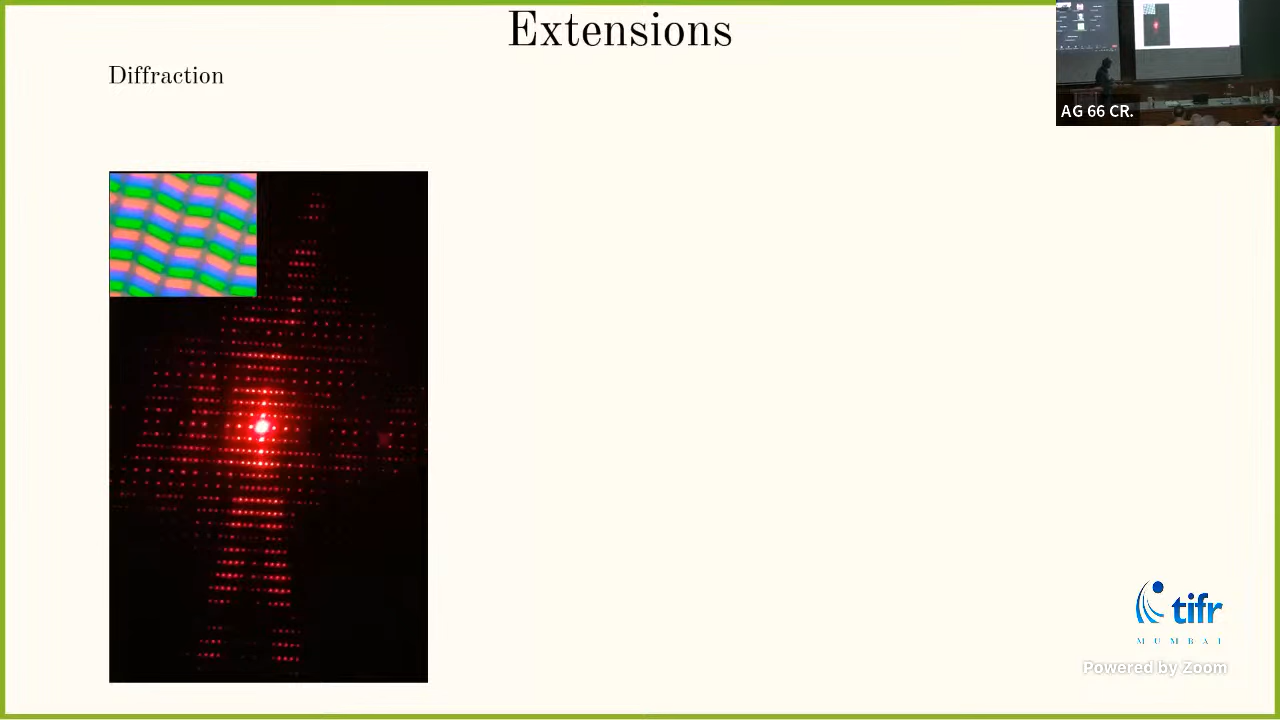 Extensions
Diffraction
AG 66 CR.
tifr
MUMBAI
Powered by Zoom